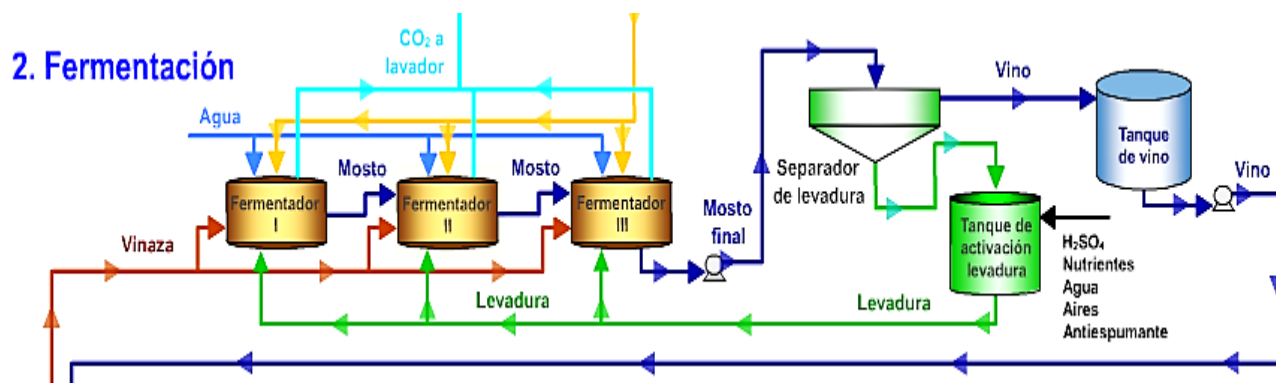 2. Fermentación
CO₂ a
lavador
Agua
Mosto
Mosto
Fermentador
I
Fermentador
II
Fermentador
III
Vinaza
Levadura
Mosto
final
Separador
de levadura
Vino
Tanque
de vino
Vino
Tanque de
activación
levadura
Levadura
H₂SO₄
Nutrientes
Agua
Aires
Antiespumante